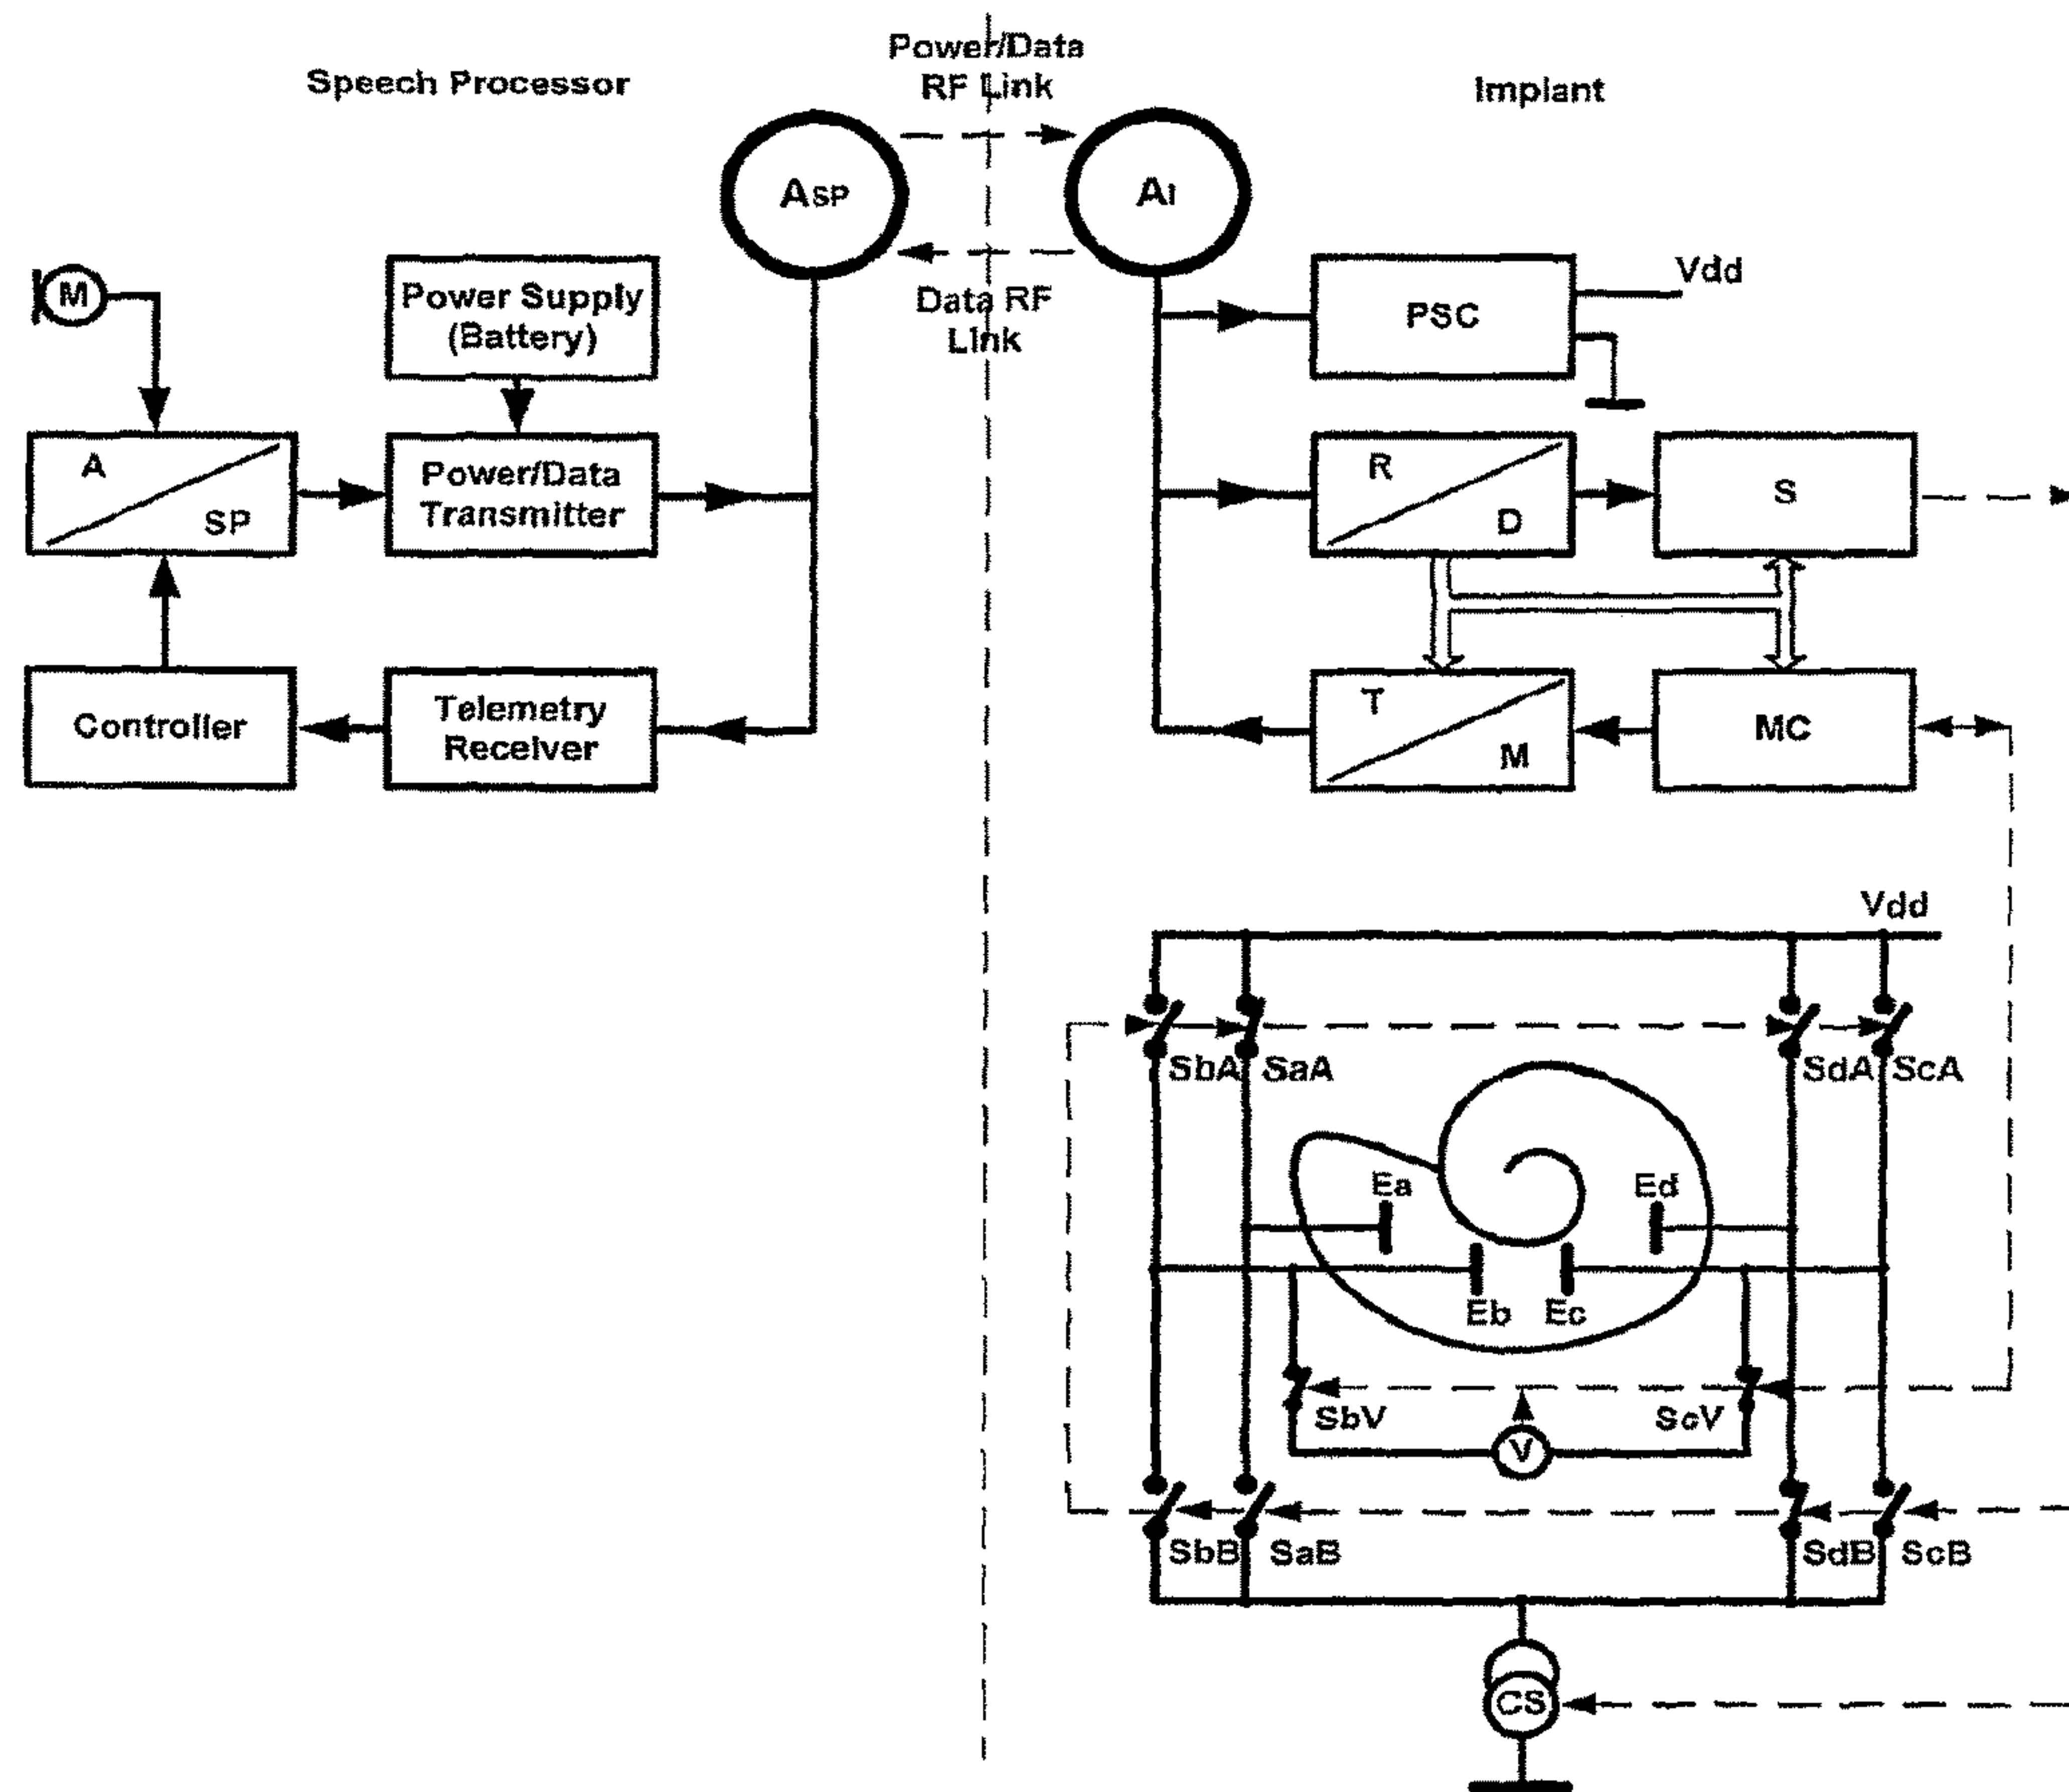 Speech Processor
Power/Data
RF Link
Implant
ASP
AI
Data RF
Link
M
Power Supply
(Battery)
PSC
Vdd
A
SP
Power/Data
Transmitter
R
D
S
Controller
Telemetry
Receiver
T
M
MC
Vdd
SbA
SaA
SdA
ScA
Ea
Ed
Eb
Ec
SbV
ScV
V
SbB
SaB
SdB
ScB
CS